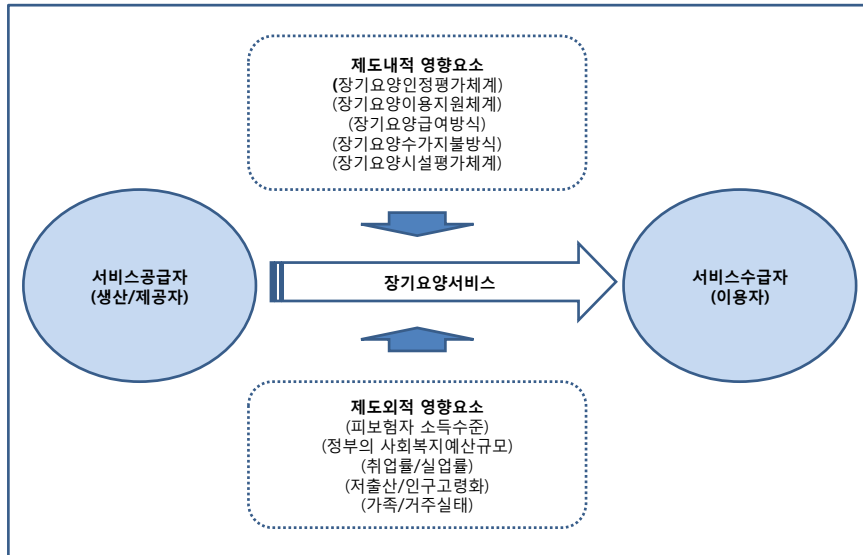 제도내적 영향요소
(장기요양인정평가체계)
(장기요양이용지원체계)
(장기요양급여방식)
(장기요양수가지불방식)
(장기요양시설평가체계)
서비스공급자
(생산/제공자)
장기요양서비스
서비스수급자
(이용자)
제도외적 영향요소
(피보험자 소득수준)
(정부의 사회복지예산규모)
(취업률/실업률)
(저출산/인구고령화)
(가족/거주실태)